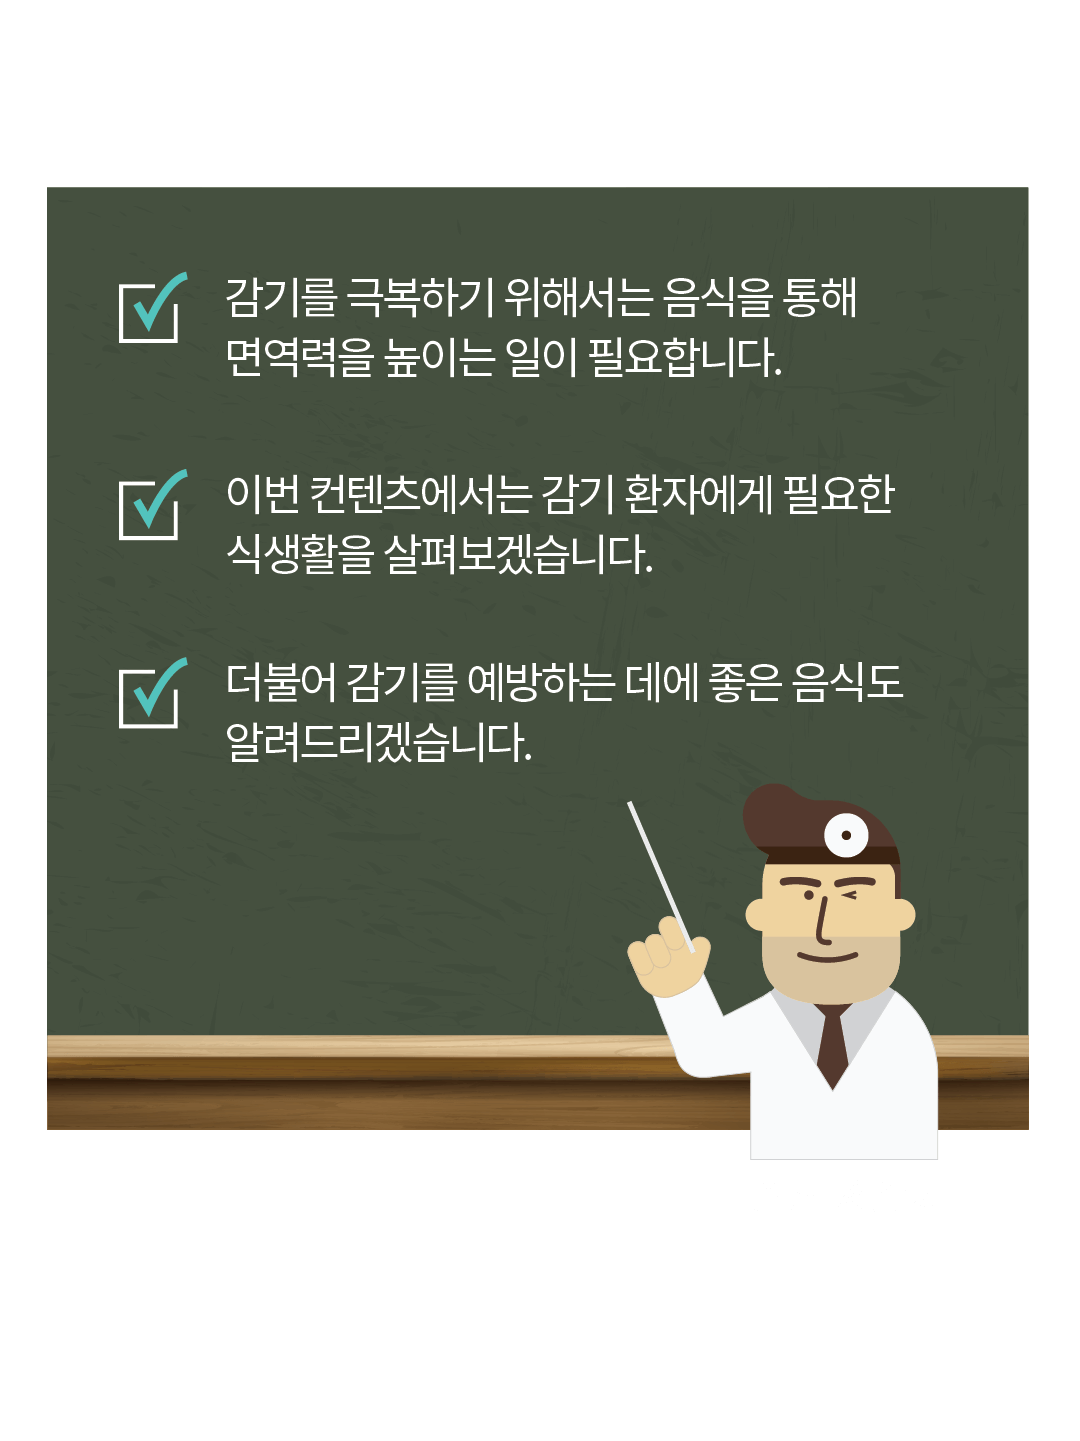 감기를 극복하기 위해서는 음식을 통해
면역력을 높이는 일이 필요합니다.
이번 컨텐츠에서는 감기 환자에게 필요한
식생활을 살펴보겠습니다.
더불어 감기를 예방하는 데에 좋은 음식도
알려드리겠습니다.